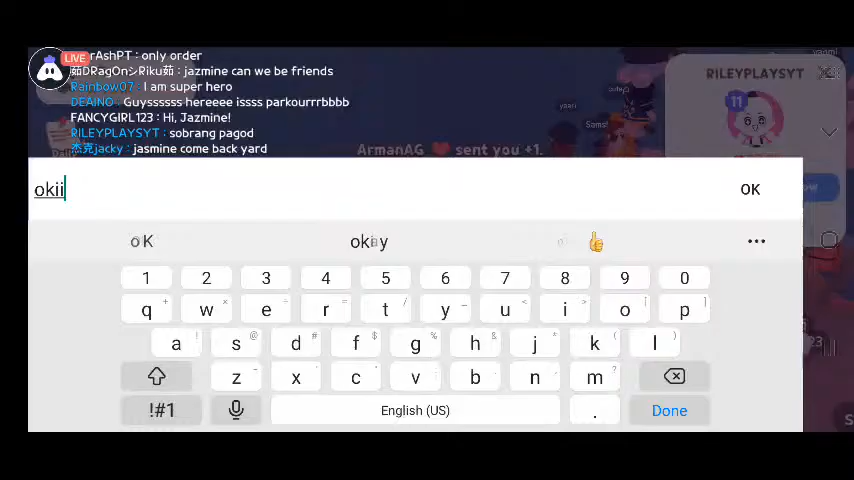 LIVE
rAshPT : only order
茹DRagOnシRiku茹 : jazmine can we be friends
Rainbow07 : I am super hero
DEAINO : Guyssssss hereeee issss parkourrrbbbb
FANCYGIRL123 : Hi, Jazmine!
RILEYPLAYSYT : sobrang pagod
杰克jacky : jasmine come back yard
ArmanAG sent you +1.
RILEYPLAYSYT
11
yaari
Sams
okii
OK
oK
okay
👍
...
1 2 3 4 5 6 7 8 9 0
q w e r t y u i o p
a s d f g h j k l
z x c v b n m
!#1
English (US)
.
Done